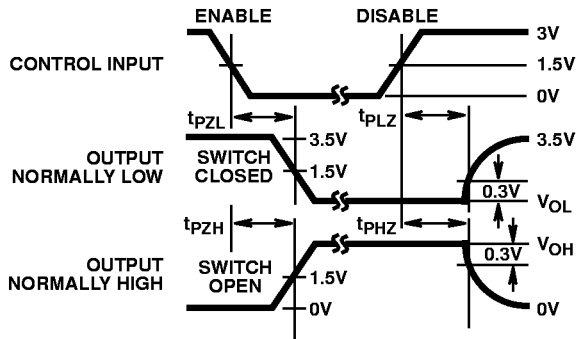 ENABLE DISABLE
3V
CONTROL INPUT 1.5V
0V
tPZL tPLZ
3.5V 3.5V
OUTPUT NORMALLY LOW
SWITCH CLOSED
1.5V
0.3V
VOL
tPZH tPHZ
VOH
OUTPUT NORMALLY HIGH
SWITCH OPEN
0.3V
1.5V
0V 0V